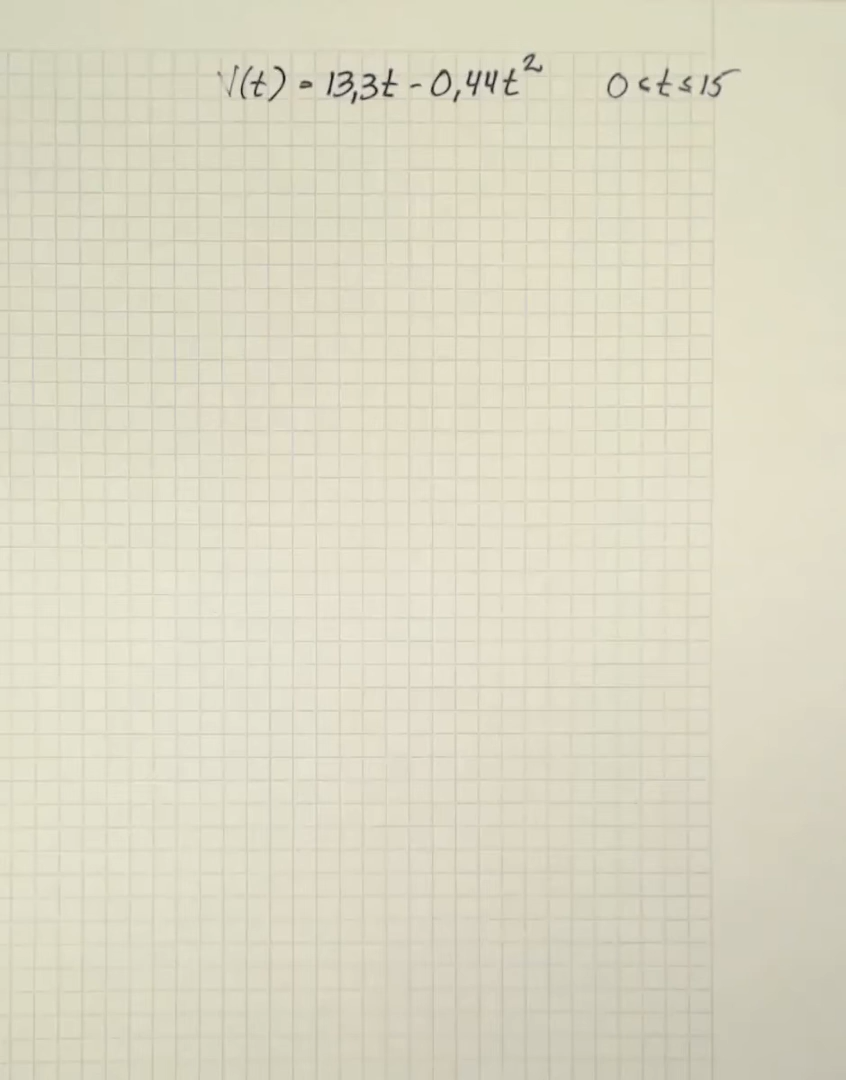 V(t) = 13,3t - 0,44t² 0 < t ≤ 15